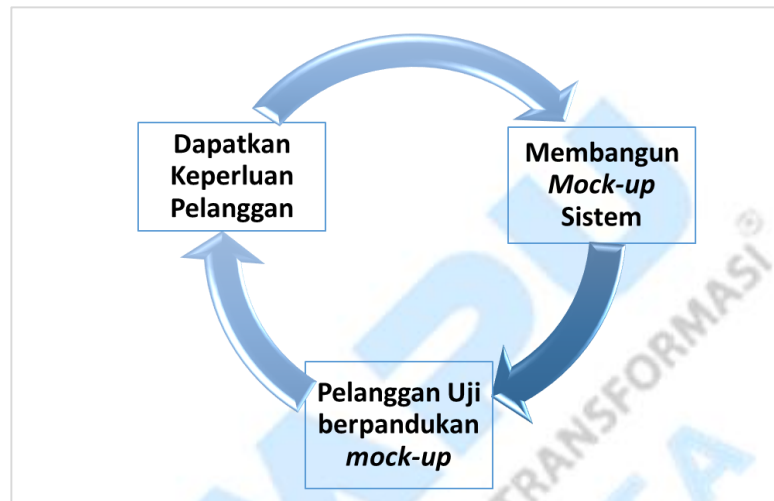 Dapatkan
Keperluan
Pelanggan
Membangun
Mock-up
Sistem
Pelanggan Uji
berpandukan
mock-up
TRANSFORMASI
®